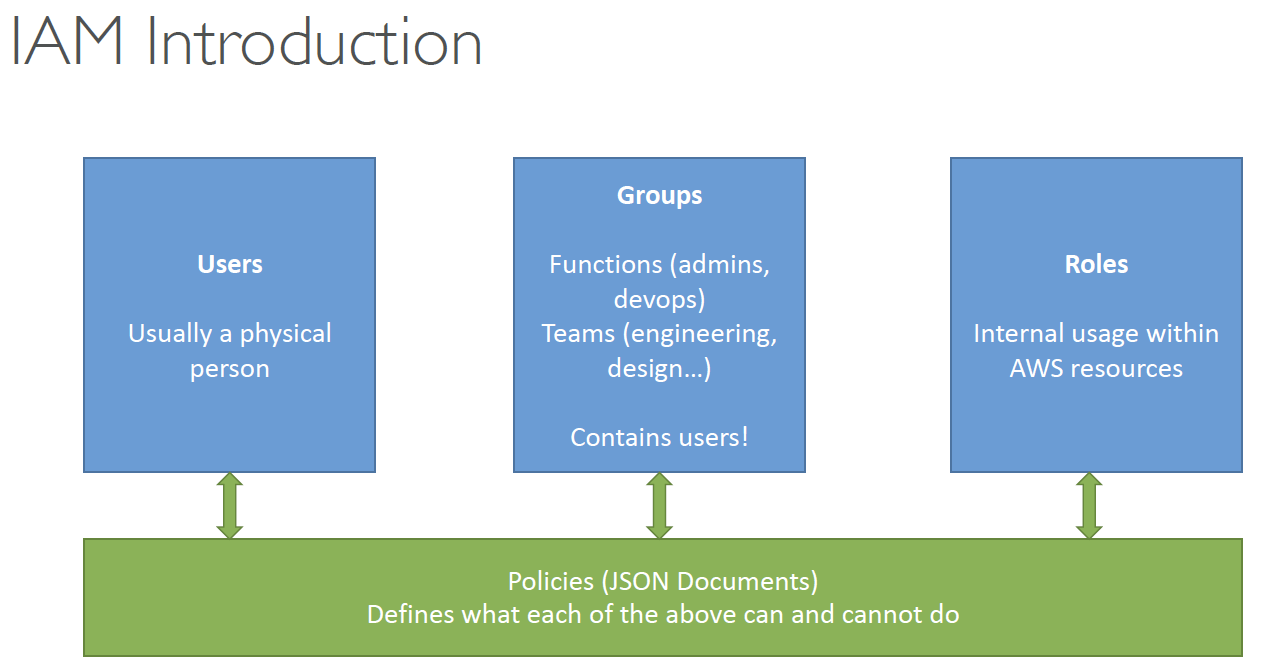 IAM Introduction
Users
Usually a physical
person
Groups
Functions (admins,
devops)
Teams (engineering,
design…)
Contains users!
Roles
Internal usage within
AWS resources
Policies (JSON Documents)
Defines what each of the above can and cannot do